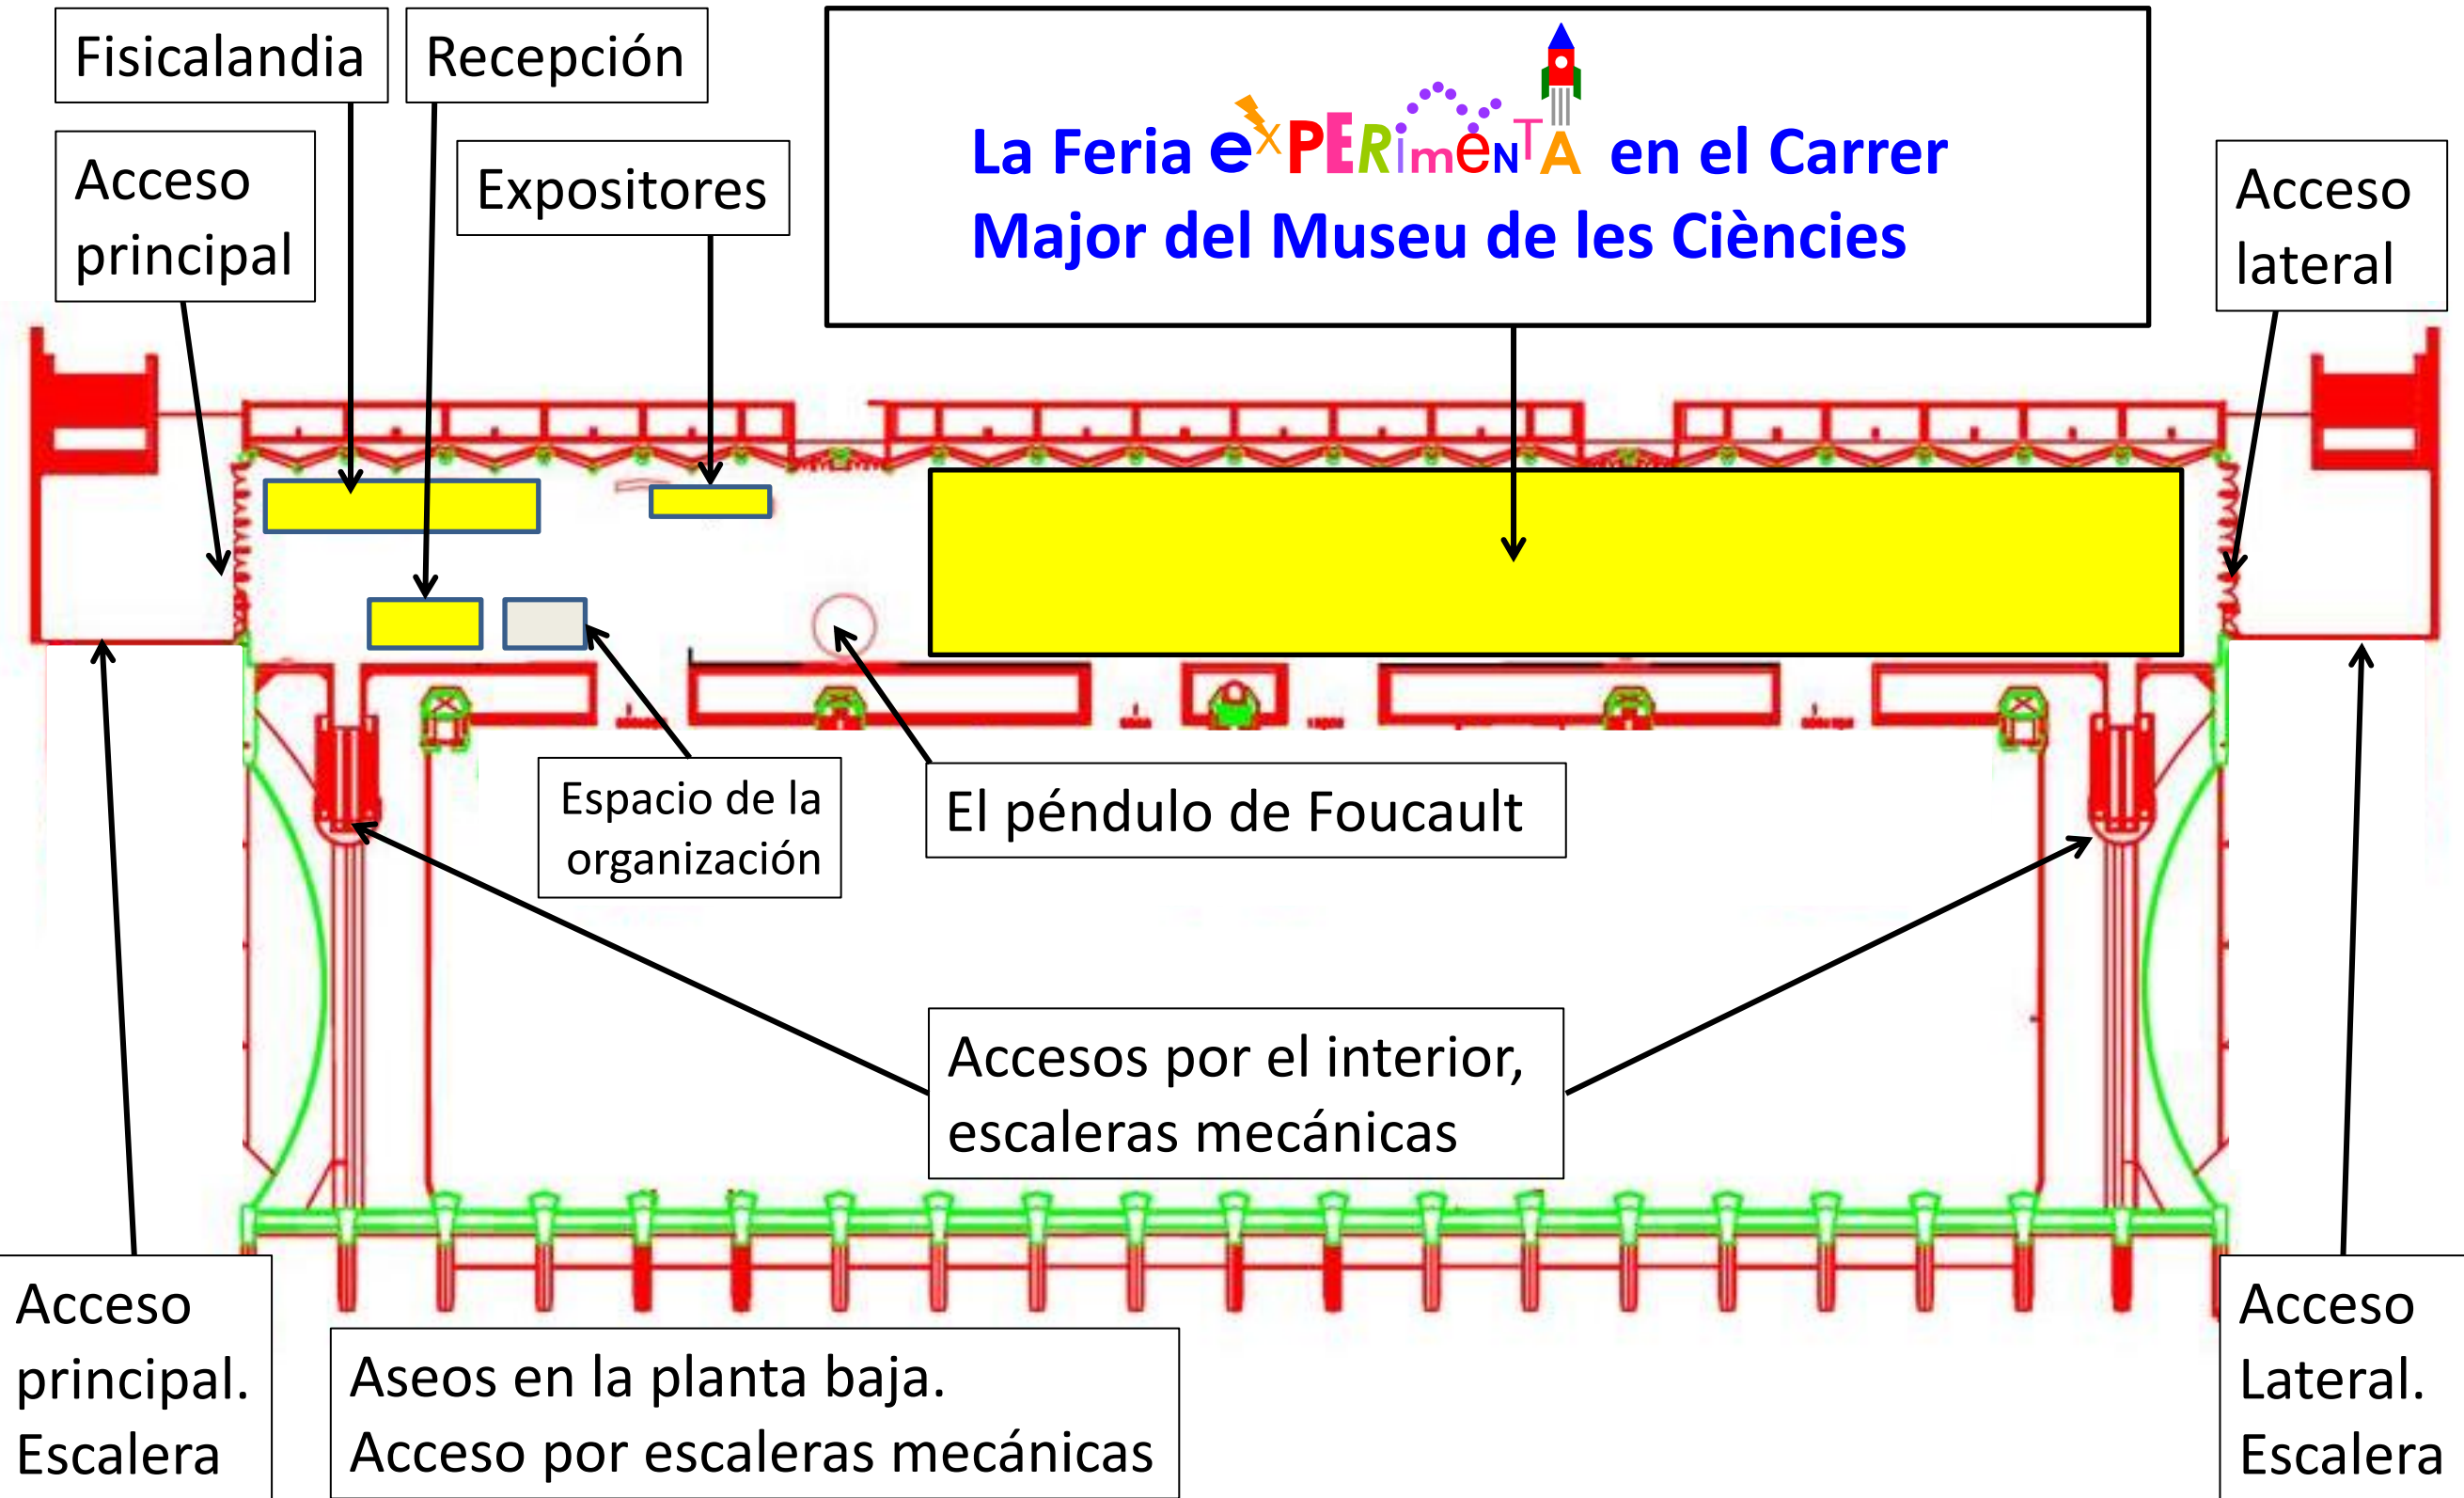 Fisicalandia
Recepción
La Feria exPERimeNTA en el Carrer
Major del Museu de les Ciències
Acceso
principal
Expositores
Acceso
lateral
Espacio de la
organización
El péndulo de Foucault
Accesos por el interior,
escaleras mecánicas
Acceso
principal.
Escalera
Aseos en la planta baja.
Acceso por escaleras mecánicas
Acceso
Lateral.
Escalera